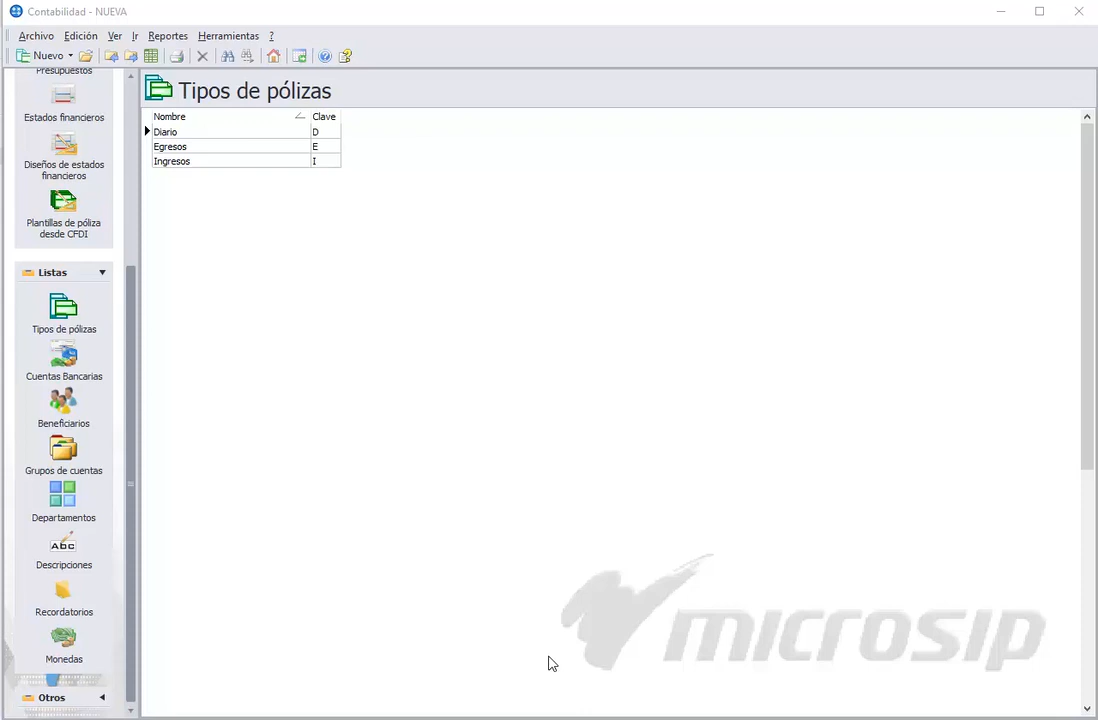 Contabilidad - NUEVA
Archivo Edición Ver Ir Reportes Herramientas ?
Nuevo
Presupuestos
Estados financieros
Diseños de estados
financieros
Plantillas de póliza
desde CFDI
Listas
Tipos de pólizas
Cuentas Bancarias
Beneficiarios
Grupos de cuentas
Departamentos
Abc
Descripciones
Recordatorios
Monedas
Otros
Tipos de pólizas
Nombre Clave
Diario D
Egresos E
Ingresos I
microsip